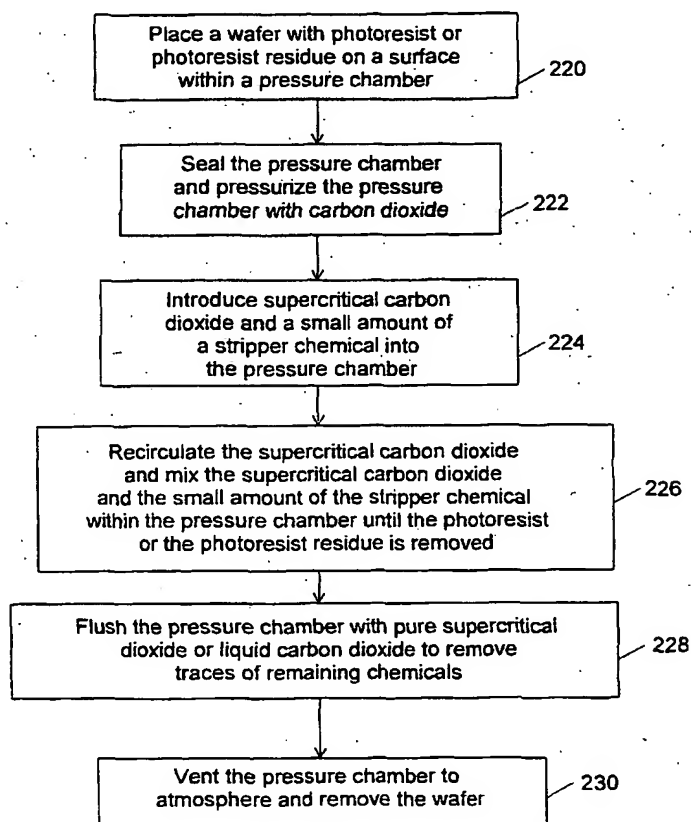 Place a wafer with photoresist or
photoresist residue on a surface
within a pressure chamber
220
Seal the pressure chamber
and pressurize the pressure
chamber with carbon dioxide
222
Introduce supercritical carbon
dioxide and a small amount of
a stripper chemical into
the pressure chamber
224
Recirculate the supercritical carbon dioxide
and mix the supercritical carbon dioxide
and the small amount of the stripper chemical
within the pressure chamber until the photoresist
or the photoresist residue is removed
226
Flush the pressure chamber with pure supercritical
dioxide or liquid carbon dioxide to remove
traces of remaining chemicals
228
Vent the pressure chamber to
atmosphere and remove the wafer
230